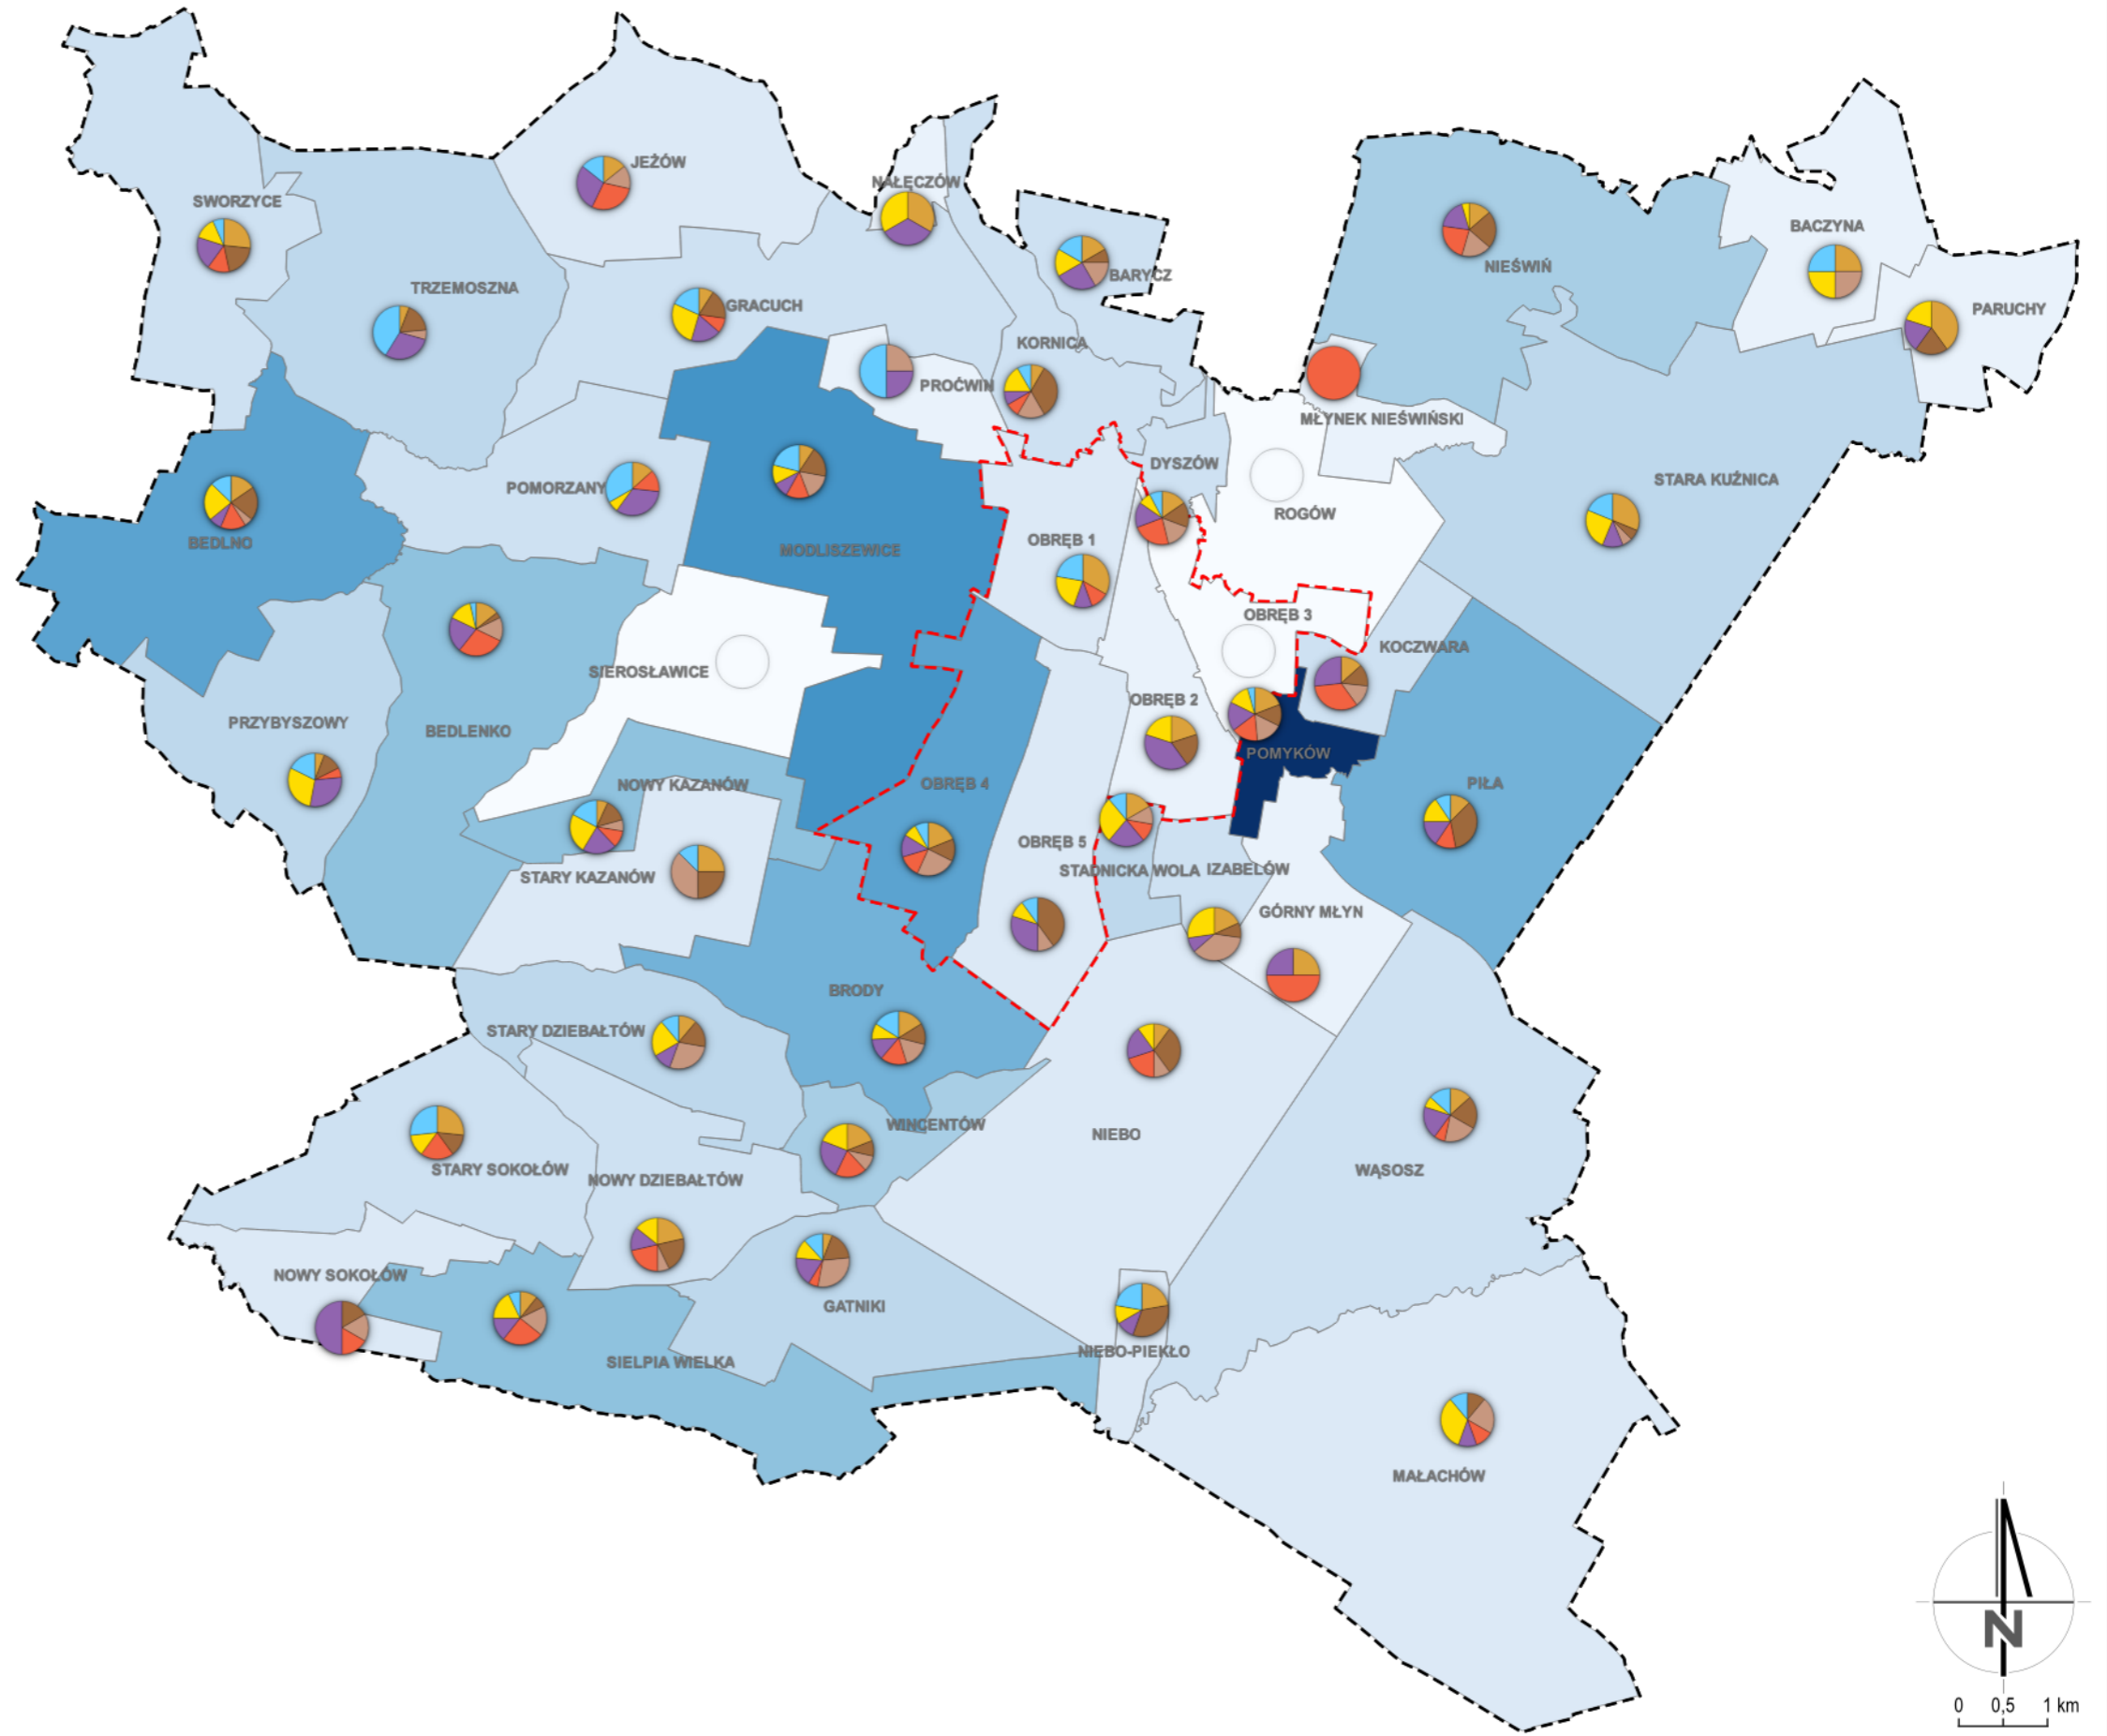 JEŻÓW
NAŁĘCZÓW
SWORZYCE
BACZYNA
NIEŚWIŃ
BARYCZ
TRZEMOSZNA
GRACUCH
PARUCHY
KORNICA
PROĆWIN
MŁYNEK NIEŚWIŃSKI
DYSZÓW
STARA KUŹNICA
POMORZANY
ROGÓW
BEDLNO
OBRĘB 1
MODLISZEWICE
OBRĘB 3
KOCZWARA
SIEROSŁAWICE
OBRĘB 2
PRZYBYSZOWY
BEDLENKO
POMYKÓW
NOWY KAZANÓW
OBRĘB 4
PIŁA
OBRĘB 5
STADNICKA WOLA
IZABELÓW
STARY KAZANÓW
GÓRNY MŁYN
BRODY
STARY DZIEBAŁTÓW
WINCENTÓW
NIEBO
STARY SOKOŁÓW
WĄSOSZ
NOWY DZIEBAŁTÓW
NOWY SOKOŁÓW
GATNIKI
NIEBO-PIEKŁO
SIELPIA WIELKA
MAŁACHÓW
N
0 0,5 1 km